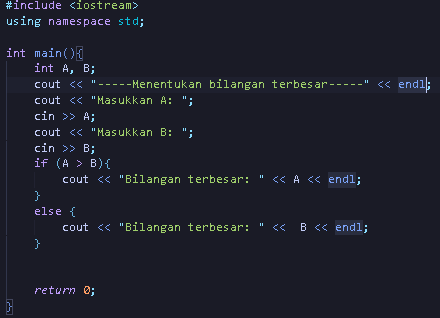 #include <iostream>
using namespace std;
int main(){
int A, B;
cout << "-----Menentukan bilangan terbesar-----" << endl;
cout << "Masukkan A: ";
cin >> A;
cout << "Masukkan B: ";
cin >> B;
if (A > B){
cout << "Bilangan terbesar: " << A << endl;
}
else {
cout << "Bilangan terbesar: " <<  B << endl;
}
return 0;
}